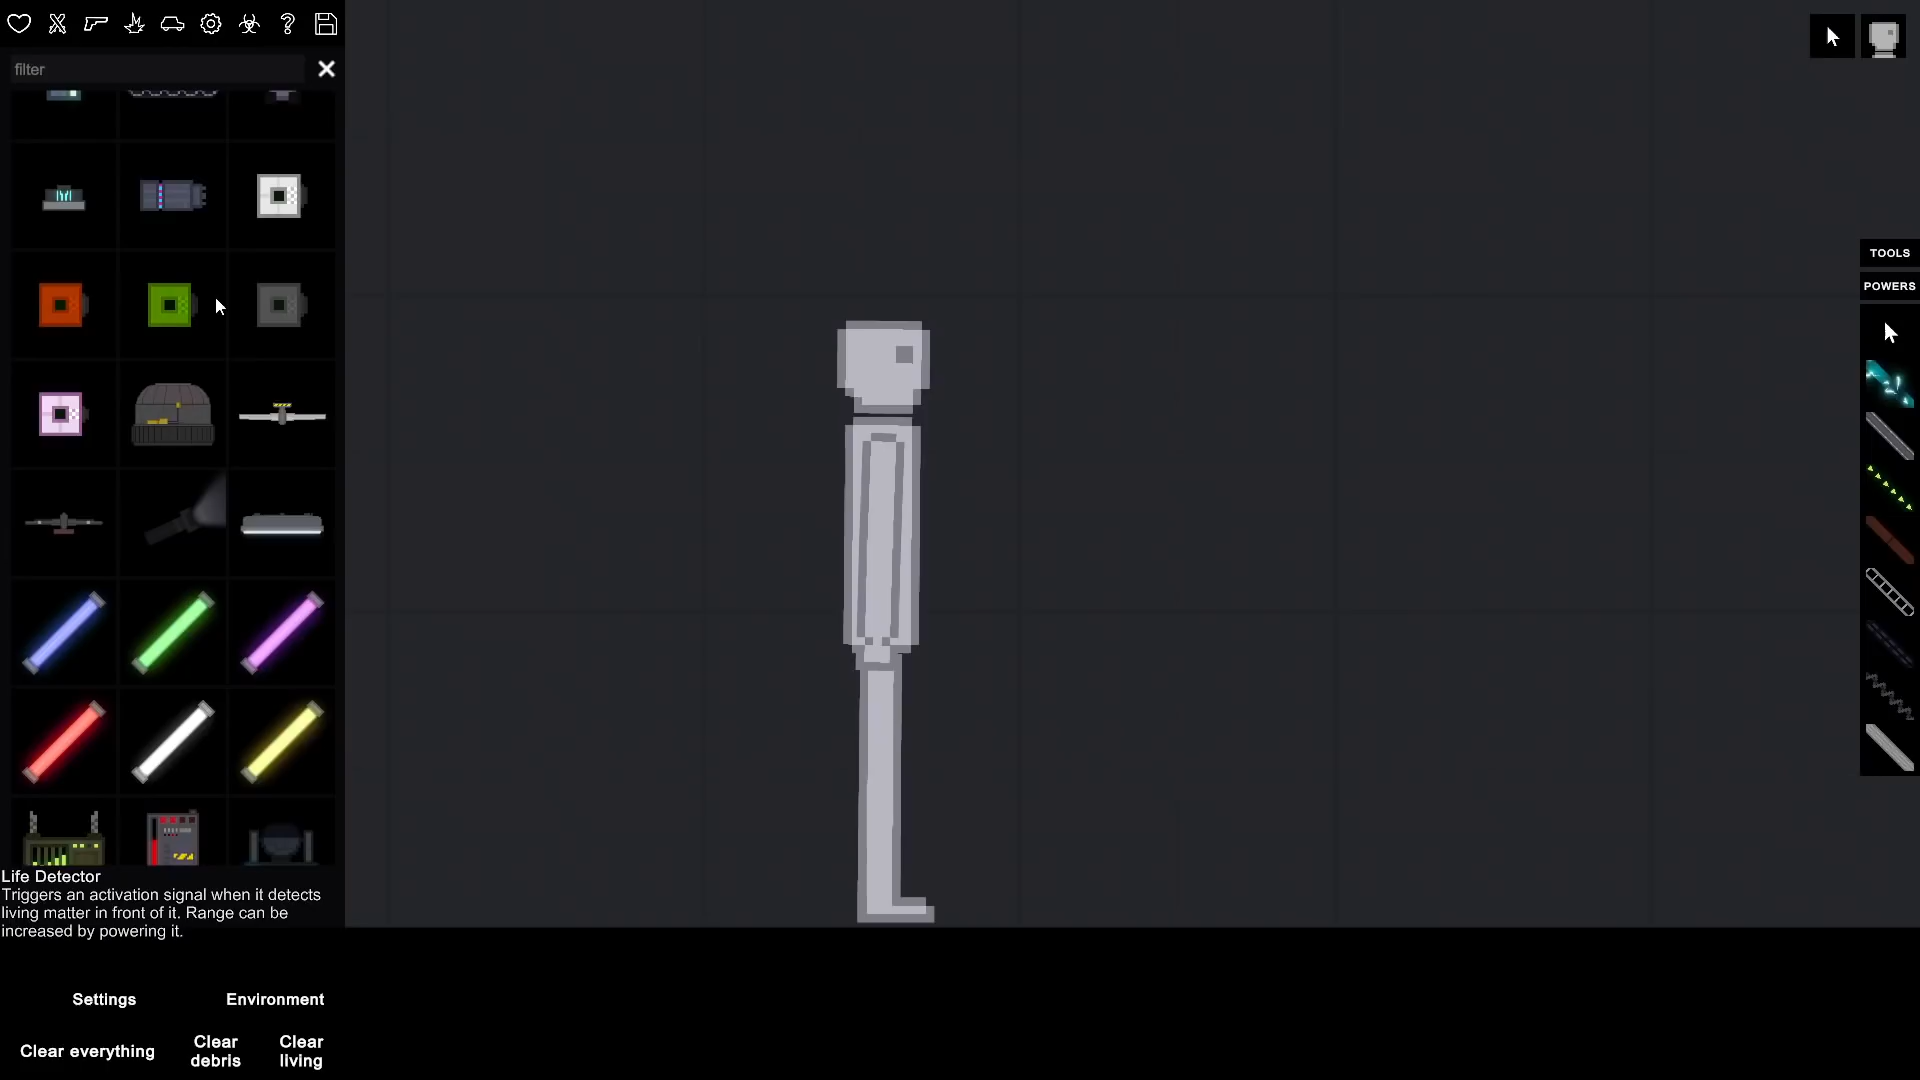 filter
TOOLS
POWERS
Life Detector
Triggers an activation signal when it detects
living matter in front of it. Range can be
increased by powering it.
Settings
Environment
Clear everything
Clear
debris
Clear
living